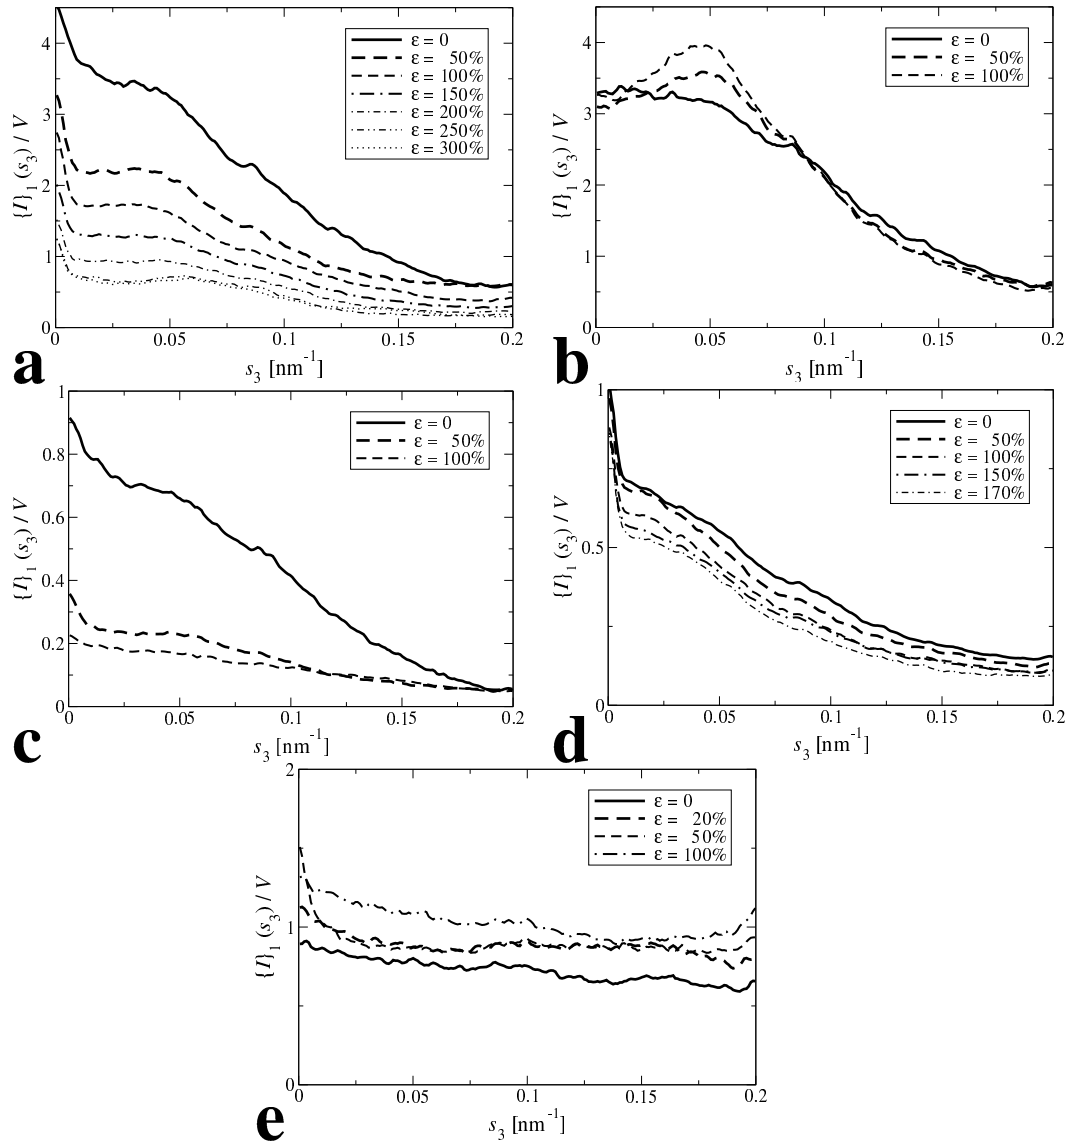 4
3
2
1
0
{I}₁ (s₃) / V
ε = 0
ε = 50%
ε = 100%
ε = 150%
ε = 200%
ε = 250%
ε = 300%
0
0.05
0.1
0.15
0.2
s₃ [nm⁻¹]
a
4
3
2
1
0
{I}₁ (s₃) / V
ε = 0
ε = 50%
ε = 100%
0
0.05
0.1
0.15
0.2
s₃ [nm⁻¹]
b
1
0.8
0.6
0.4
0.2
0
{I}₁ (s₃) / V
ε = 0
ε = 50%
ε = 100%
0
0.05
0.1
0.15
0.2
s₃ [nm⁻¹]
c
1
0.5
0
{I}₁ (s₃) / V
ε = 0
ε = 50%
ε = 100%
ε = 150%
ε = 170%
0
0.05
0.1
0.15
0.2
s₃ [nm⁻¹]
d
2
1
0
{I}₁ (s₃) / V
ε = 0
ε = 20%
ε = 50%
ε = 100%
0
0.05
0.1
0.15
0.2
s₃ [nm⁻¹]
e